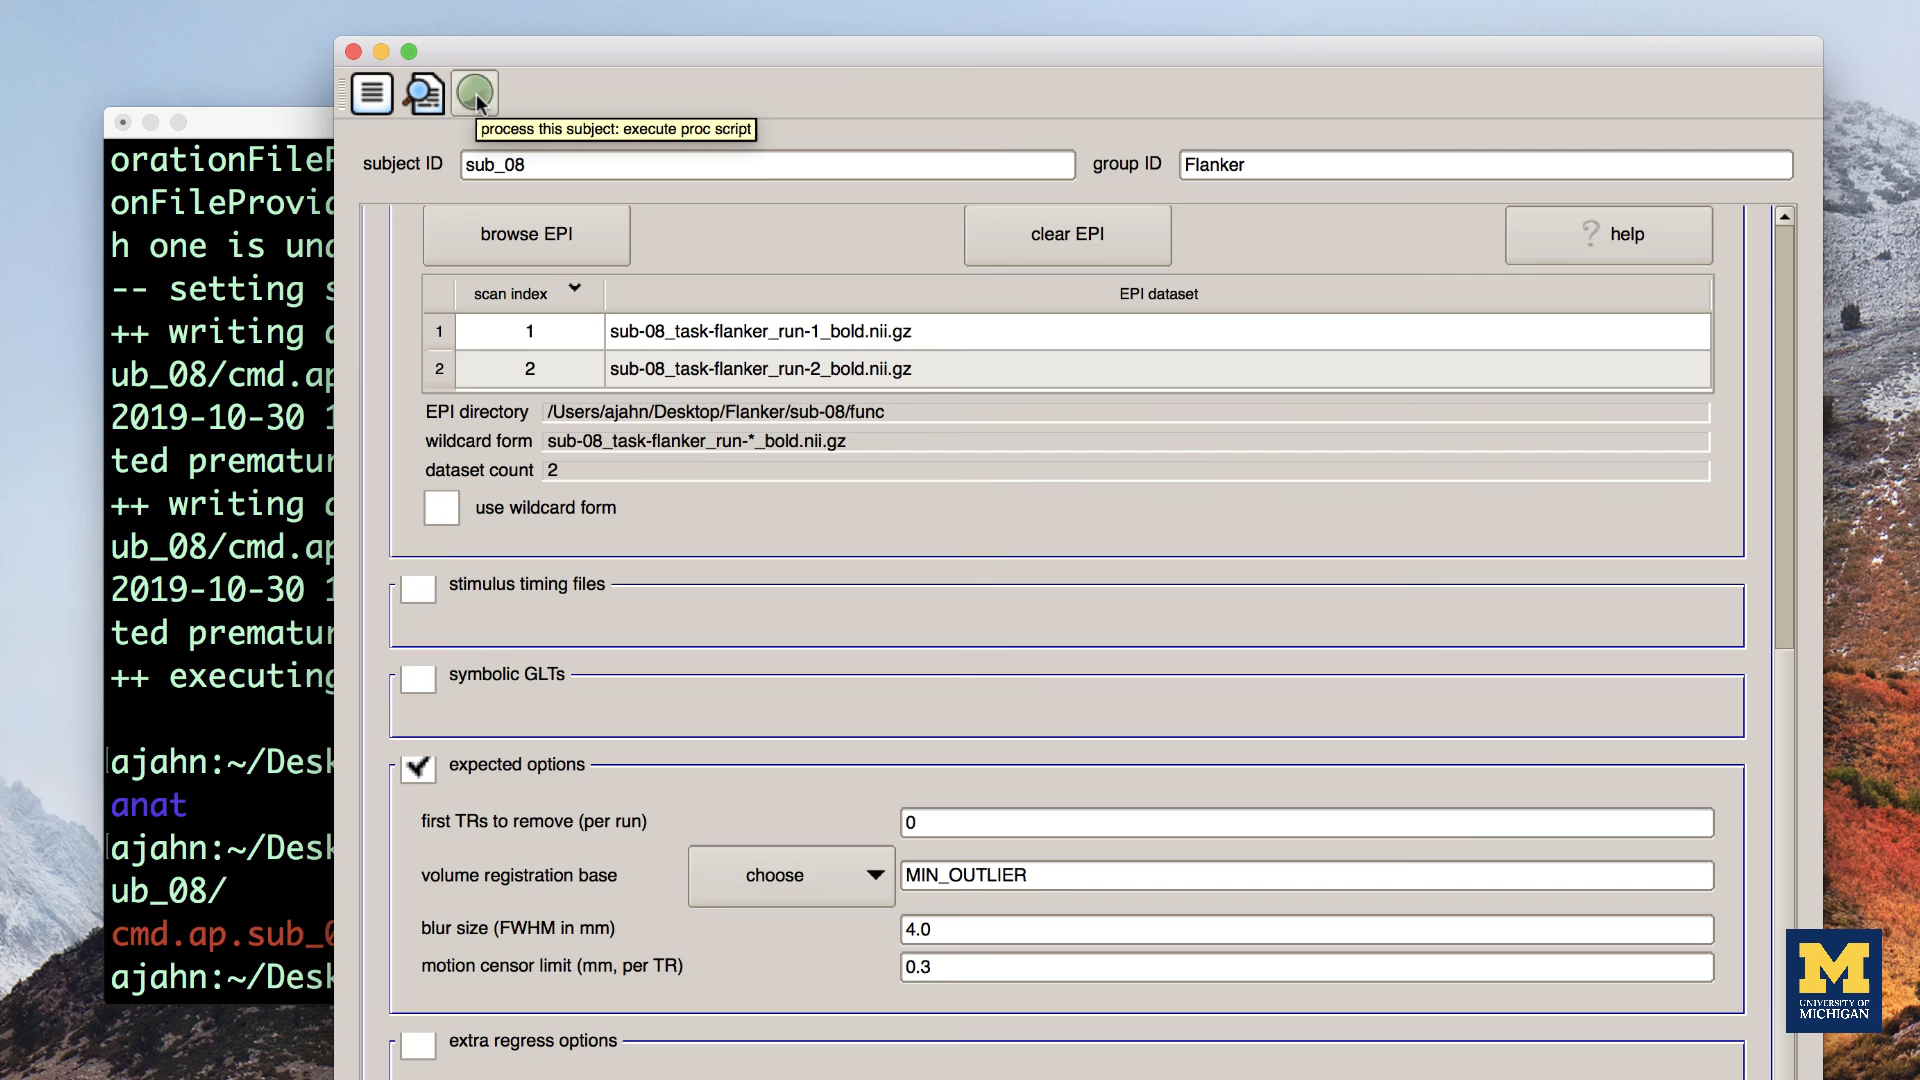 process this subject: execute proc script
subject ID sub_08 group ID Flanker
browse EPI clear EPI ? help
scan index EPI dataset
1 1 sub-08_task-flanker_run-1_bold.nii.gz
2 2 sub-08_task-flanker_run-2_bold.nii.gz
EPI directory /Users/ajahn/Desktop/Flanker/sub-08/func
wildcard form sub-08_task-flanker_run-*_bold.nii.gz
dataset count 2
use wildcard form
stimulus timing files
symbolic GLTs
expected options
first TRs to remove (per run) 0
volume registration base choose MIN_OUTLIER
blur size (FWHM in mm) 4.0
motion censor limit (mm, per TR) 0.3
extra regress options
orationFileP
onFileProvid
h one is und
-- setting s
++ writing
ub_08/cmd.ap
2019-10-30 1
ted prematur
++ writing
ub_08/cmd.ap
2019-10-30 1
ted prematur
++ executing
ajahn:~/Desk
anat
ajahn:~/Desk
ub_08/
cmd.ap.sub_0
ajahn:~/Desk
M
UNIVERSITY OF
MICHIGAN